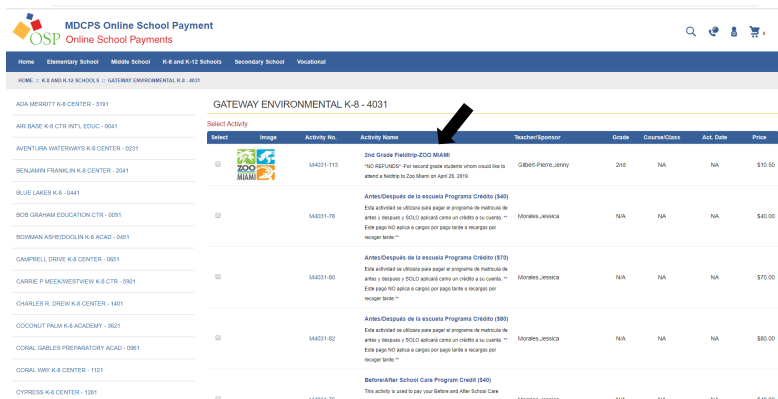 MDCPS Online School Payment
OSP Online School Payments
Home Elementary School Middle School K-8 and K-12 Schools Secondary School Vocational
HOME :: K-8 AND K-12 SCHOOLS :: GATEWAY ENVIRONMENTAL K-8 - 4031
ADA MERRITT K-8 CENTER - 3191
AIR BASE K-8 CTR INT'L EDUC - 0041
AVENTURA WATERWAYS K-8 CENTER - 0231
BENJAMIN FRANKLIN K-8 CENTER - 2041
BLUE LAKES K-8 - 0441
BOB GRAHAM EDUCATION CTR - 0091
BOWMAN ASHE/DOOLIN K-8 ACAD - 0451
CAMPBELL DRIVE K-8 CENTER - 0651
CARRIE P MEEK/WESTVIEW K-8 CTR - 5901
CHARLES R. DREW K-8 CENTER - 1401
COCONUT PALM K-8 ACADEMY - 3621
CORAL GABLES PREPARATORY ACAD - 0961
CORAL WAY K-8 CENTER - 1121
CYPRESS K-8 CENTER - 1281
GATEWAY ENVIRONMENTAL K-8 - 4031
Select Activity
Select Image Activity No. Activity Name Teacher/Sponsor Grade Course/Class Act. Date Price
ZOO MIAMI
M4031-113
2nd Grade Fieldtrip-ZOO MIAMI
*NO REFUNDS* -For second grade students whom would like to
attend a fieldtrip to Zoo Miami on April 26, 2019.
Gilbert-Pierre,Jenny 2nd NA NA $10.50
M4031-78
Antes/Después de la escuela Programa Crédito ($40)
Esta actividad se utilizara para pagar el programa de matricula de
antes y despues y SOLO aplicará como un crédito a su cuenta. **
Este pago NO aplica a cargos por pago tarde o recargos por
recoger tarde.**
Morales,Jessica N/A NA NA $40.00
M4031-80
Antes/Después de la escuela Programa Crédito ($70)
Esta actividad se utilizara para pagar el programa de matricula de
antes y despues y SOLO aplicará como un crédito a su cuenta. **
Este pago NO aplica a cargos por pago tarde o recargos por
recoger tarde.**
Morales,Jessica N/A NA NA $70.00
M4031-82
Antes/Después de la escuela Programa Crédito ($80)
Esta actividad se utilizara para pagar el programa de matricula de
antes y despues y SOLO aplicará como un crédito a su cuenta. **
Este pago NO aplica a cargos por pago tarde o recargos por
recoger tarde.**
Morales,Jessica N/A NA NA $80.00
Before/After School Care Program Credit ($40)
This activity is used to pay your Before and After School Care